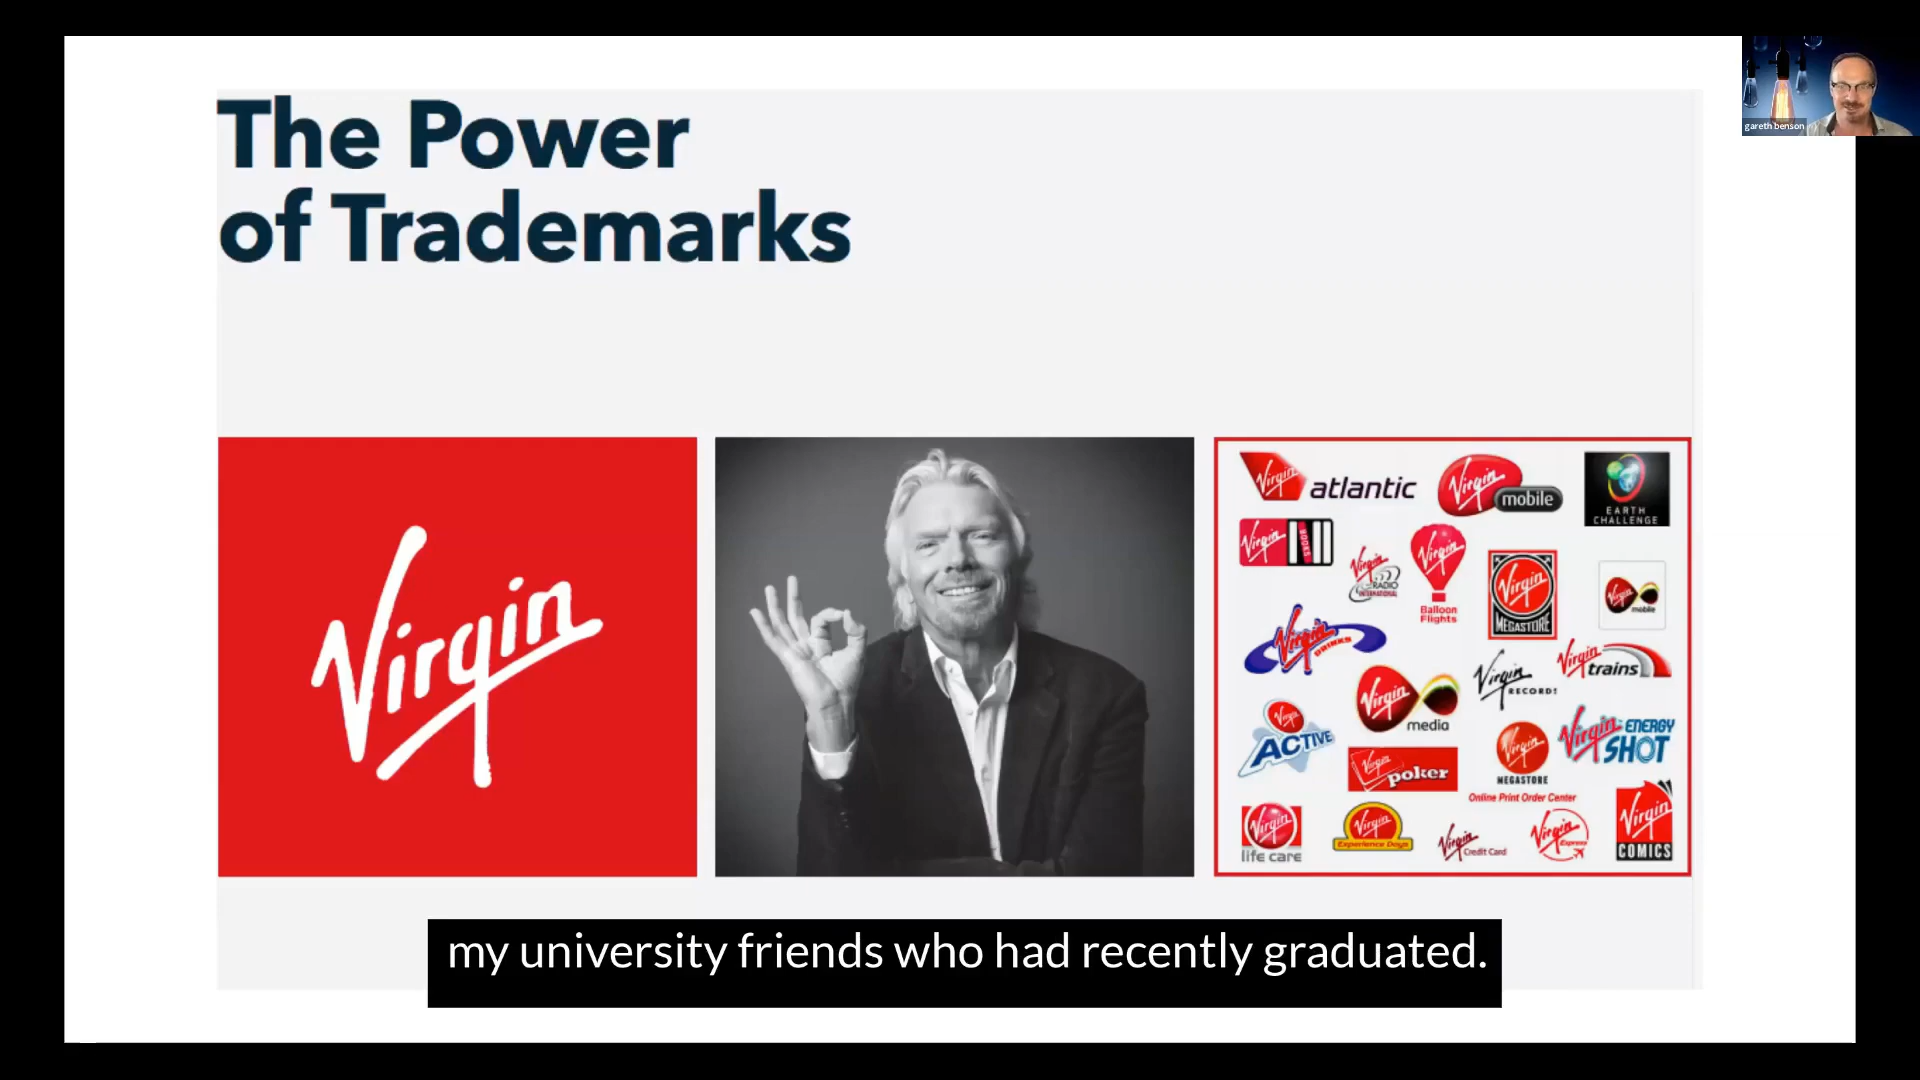 gareth benson
The Power
of Trademarks
Virgin
Virgin atlantic
Virgin mobile
EARTH
CHALLENGE
Virgin BOOKS
Virgin
RADIO
INTERNATIONAL
Virgin
Balloon
Flights
Virgin
MEGASTORE
Virgin mobile
Virgin DRINKS
Virgin media
Virgin RECORDS
Virgin trains
Virgin
ACTIVE
Virgin poker
Virgin
MEGASTORE
Online Print Order Center
Virgin ENERGY
SHOT
Virgin
life care
Virgin
Experience Days
Virgin Credit Card
Virgin Express
Virgin
COMICS
my university friends who had recently graduated.